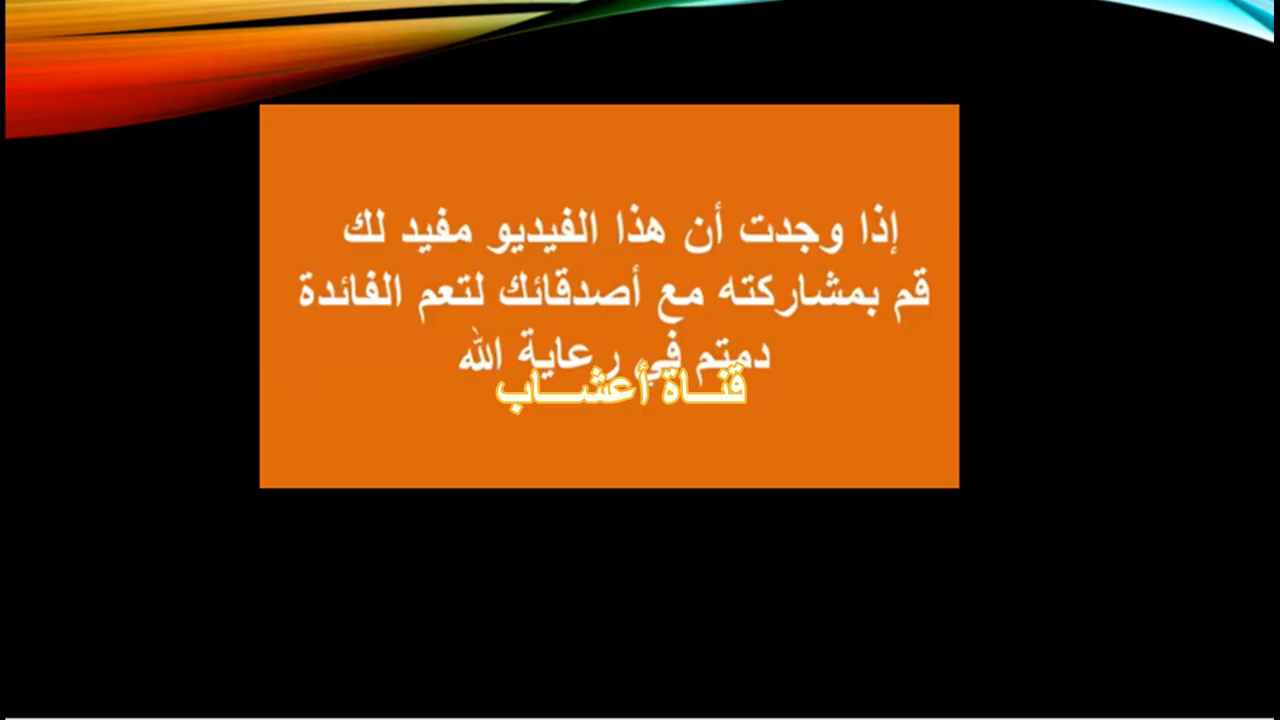 إذا وجدت أن هذا الفيديو مفيد لك
قم بمشاركته مع أصدقائك لتعم الفائدة
دمتم في رعاية الله
قنـــاة أعشـــاب